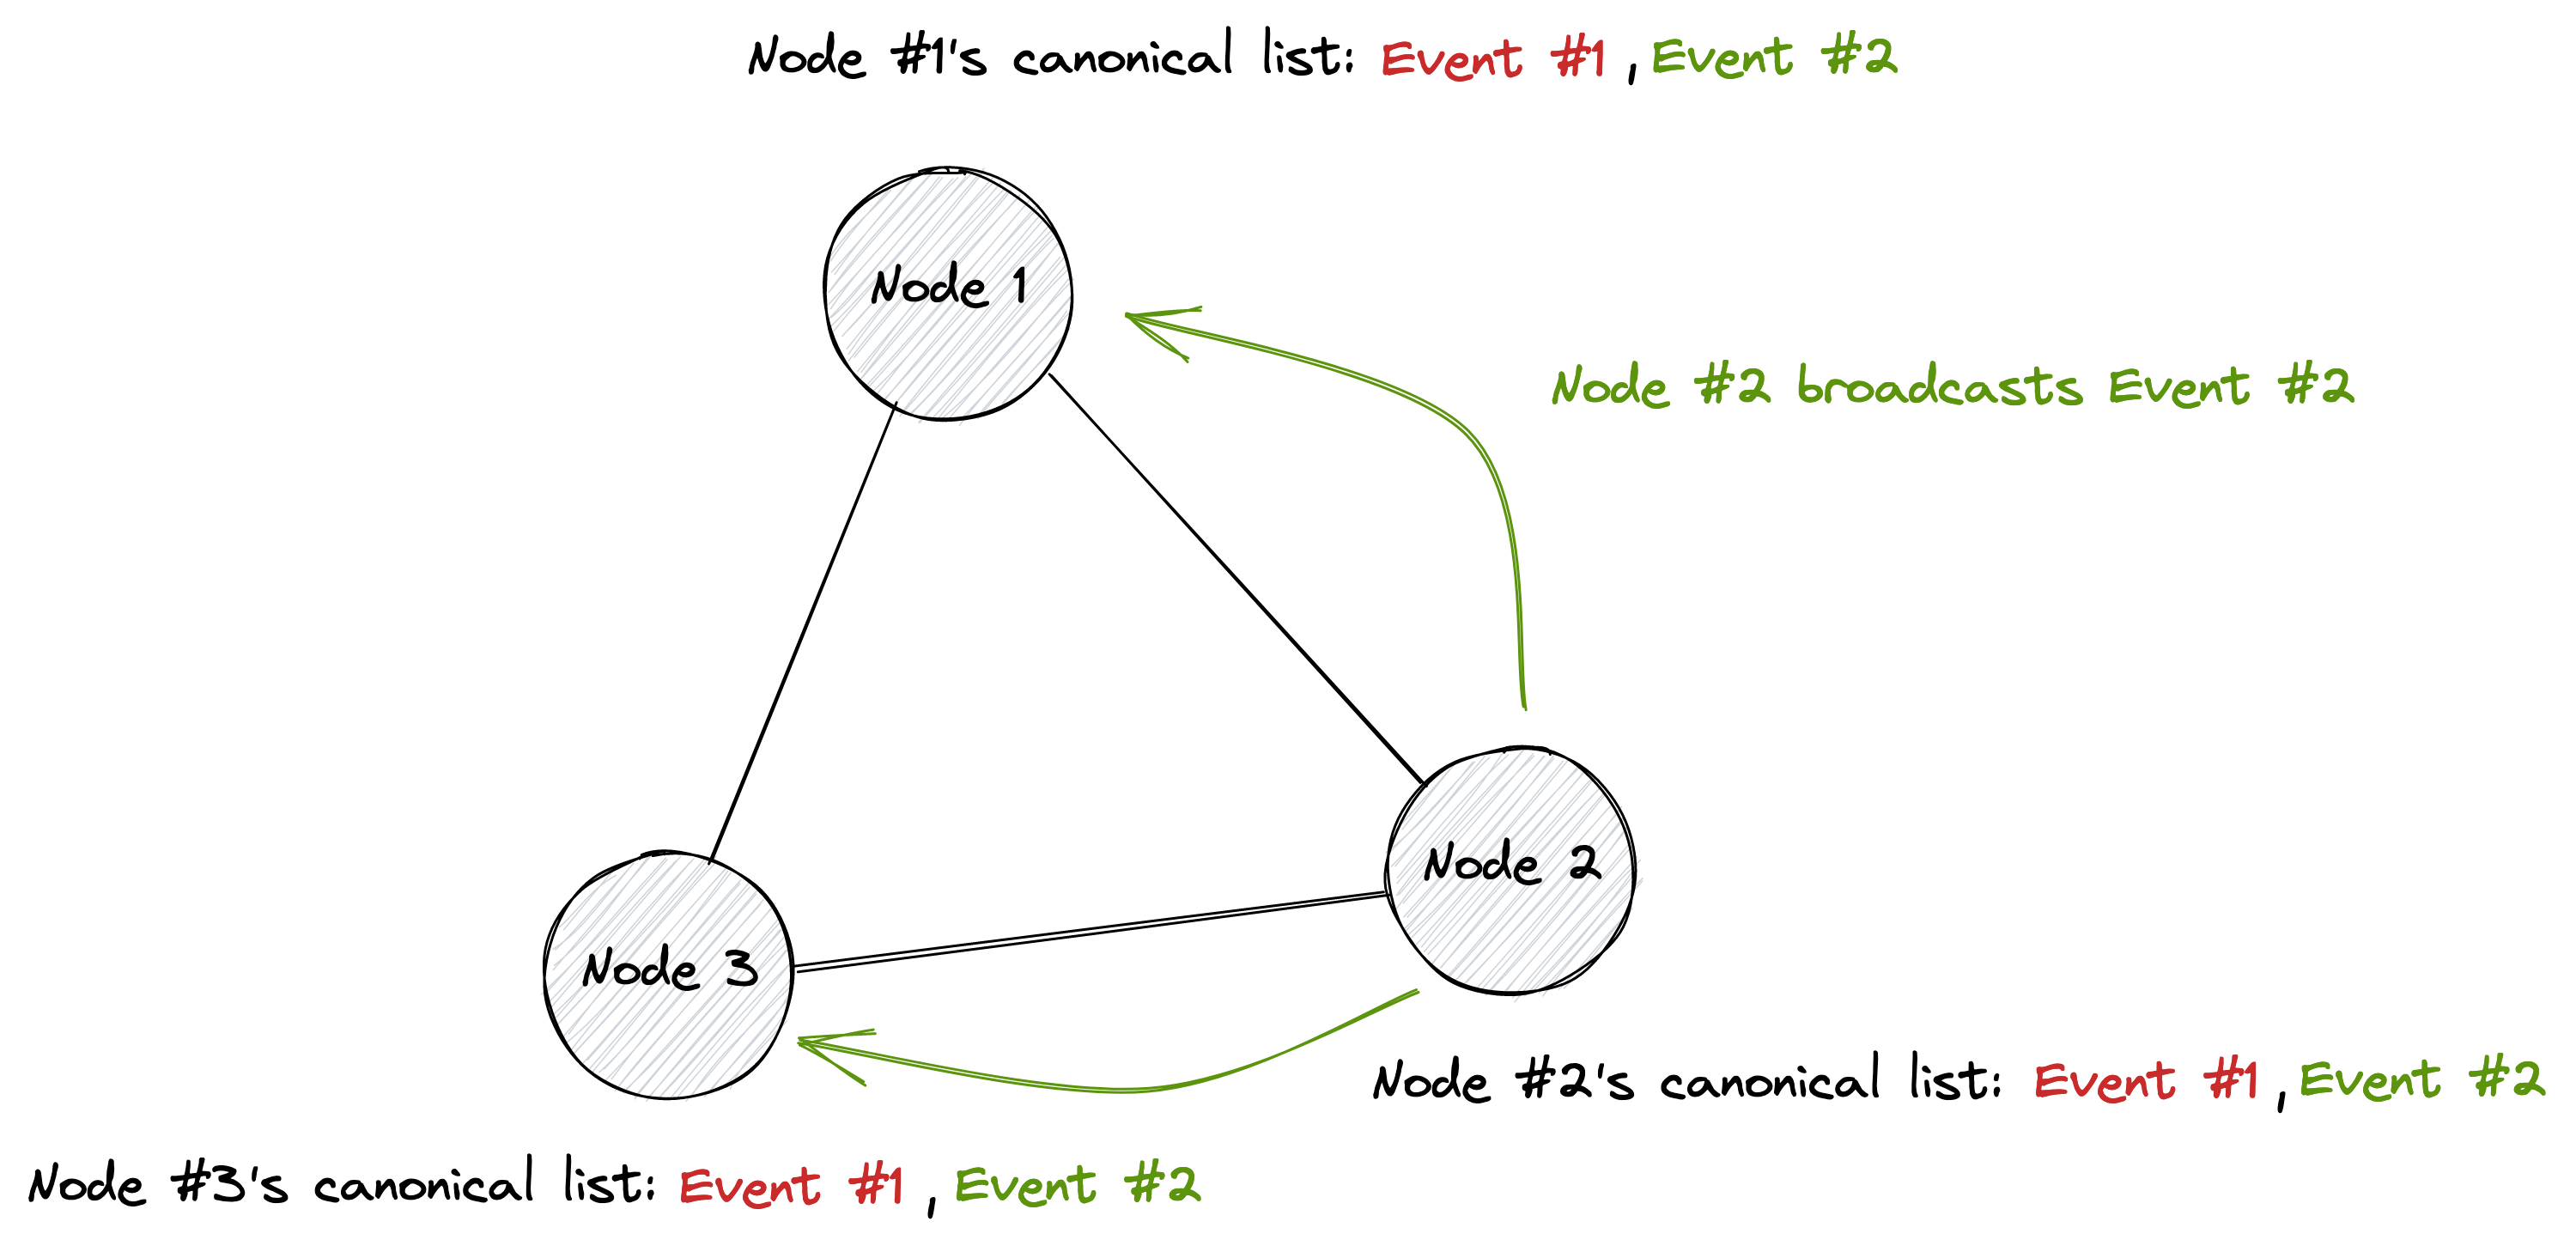 Node #1's canonical list: Event #1, Event #2
Node 1
Node #2 broadcasts Event #2
Node 2
Node 3
Node #2's canonical list: Event #1, Event #2
Node #3's canonical list: Event #1, Event #2